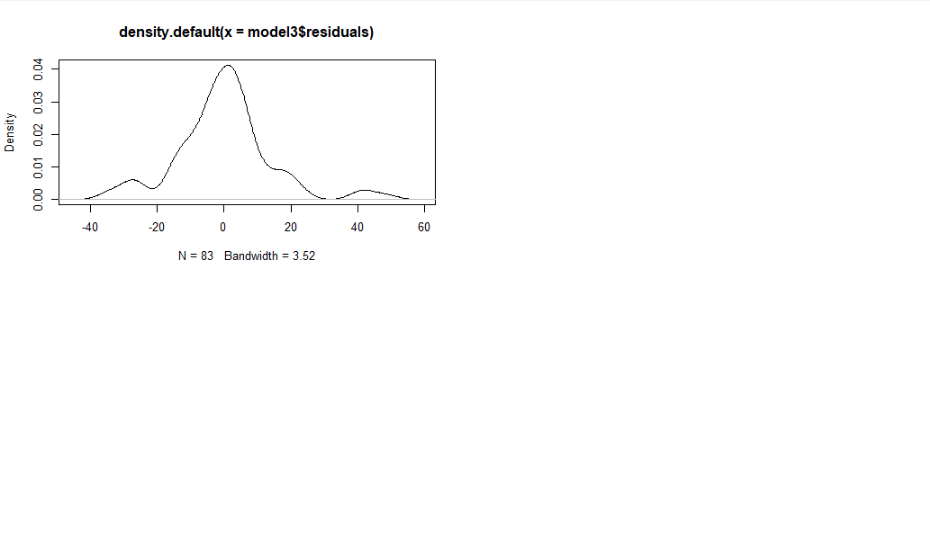 density.default(x = model3$residuals)
Density
0.04
0.03
0.02
0.01
0.00
-40 -20 0 20 40 60
N = 83 Bandwidth = 3.52